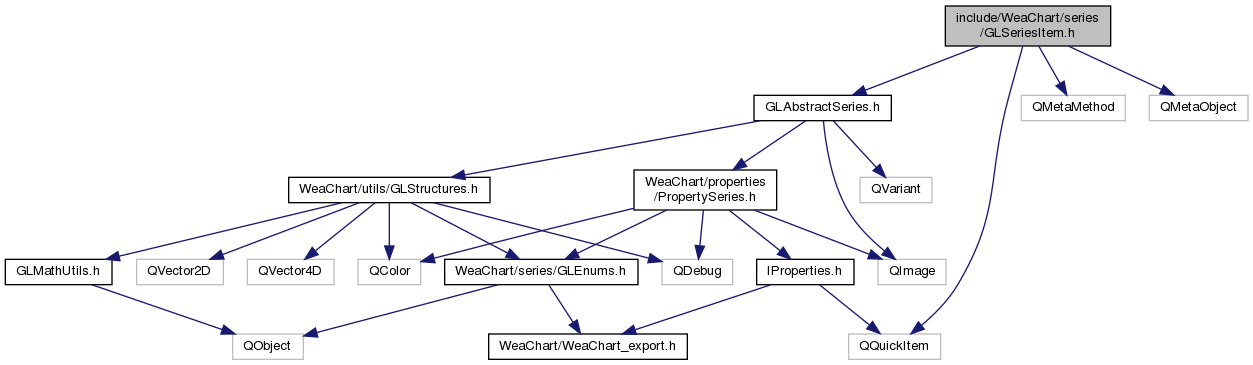 include/WeaChart/series
/GLSeriesItem.h
GLAbstractSeries.h
QMetaMethod
QMetaObject
WeaChart/utils/GLStructures.h
WeaChart/properties
/PropertySeries.h
QVariant
GLMathUtils.h
QVector2D
QVector4D
QColor
WeaChart/series/GLEnums.h
QDebug
IProperties.h
QImage
QObject
WeaChart/WeaChart_export.h
QQuickItem